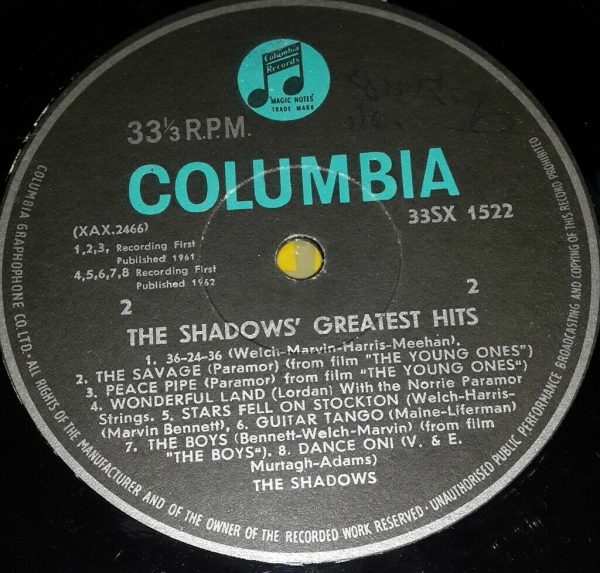 Columbia
Records
"MAGIC NOTES"
TRADE MARK
33⅓ R.P.M.
COLUMBIA
(XAX.2466)
33SX 1522
1,2,3, Recording First
Published 1961
4,5,6,7,8 Recording First
Published 1962
2
2
THE SHADOWS' GREATEST HITS
1. 36-24-36 (Welch-Marvin-Harris-Meehan),
2. THE SAVAGE (Paramor) (from film "THE YOUNG ONES")
3. PEACE PIPE (Paramor) (from film "THE YOUNG ONES")
4. WONDERFUL LAND (Lordan) With the Norrie Paramor
Strings. 5. STARS FELL ON STOCKTON (Welch-Harris-
(Marvin Bennett), 6. GUITAR TANGO (Maine-Liferman)
7. THE BOYS (Bennett-Welch-Marvin) (from film
"THE BOYS"). 8. DANCE ON! (V. & E.
Murtagh-Adams)
THE SHADOWS
COLUMBIA GRAPHOPHONE CO.LTD. · ALL RIGHTS OF THE MANUFACTURER AND OF THE OWNER OF THE RECORDED WORK RESERVED · UNAUTHORISED PUBLIC PERFORMANCE BROADCASTING AND COPYING OF THIS RECORD PROHIBITED